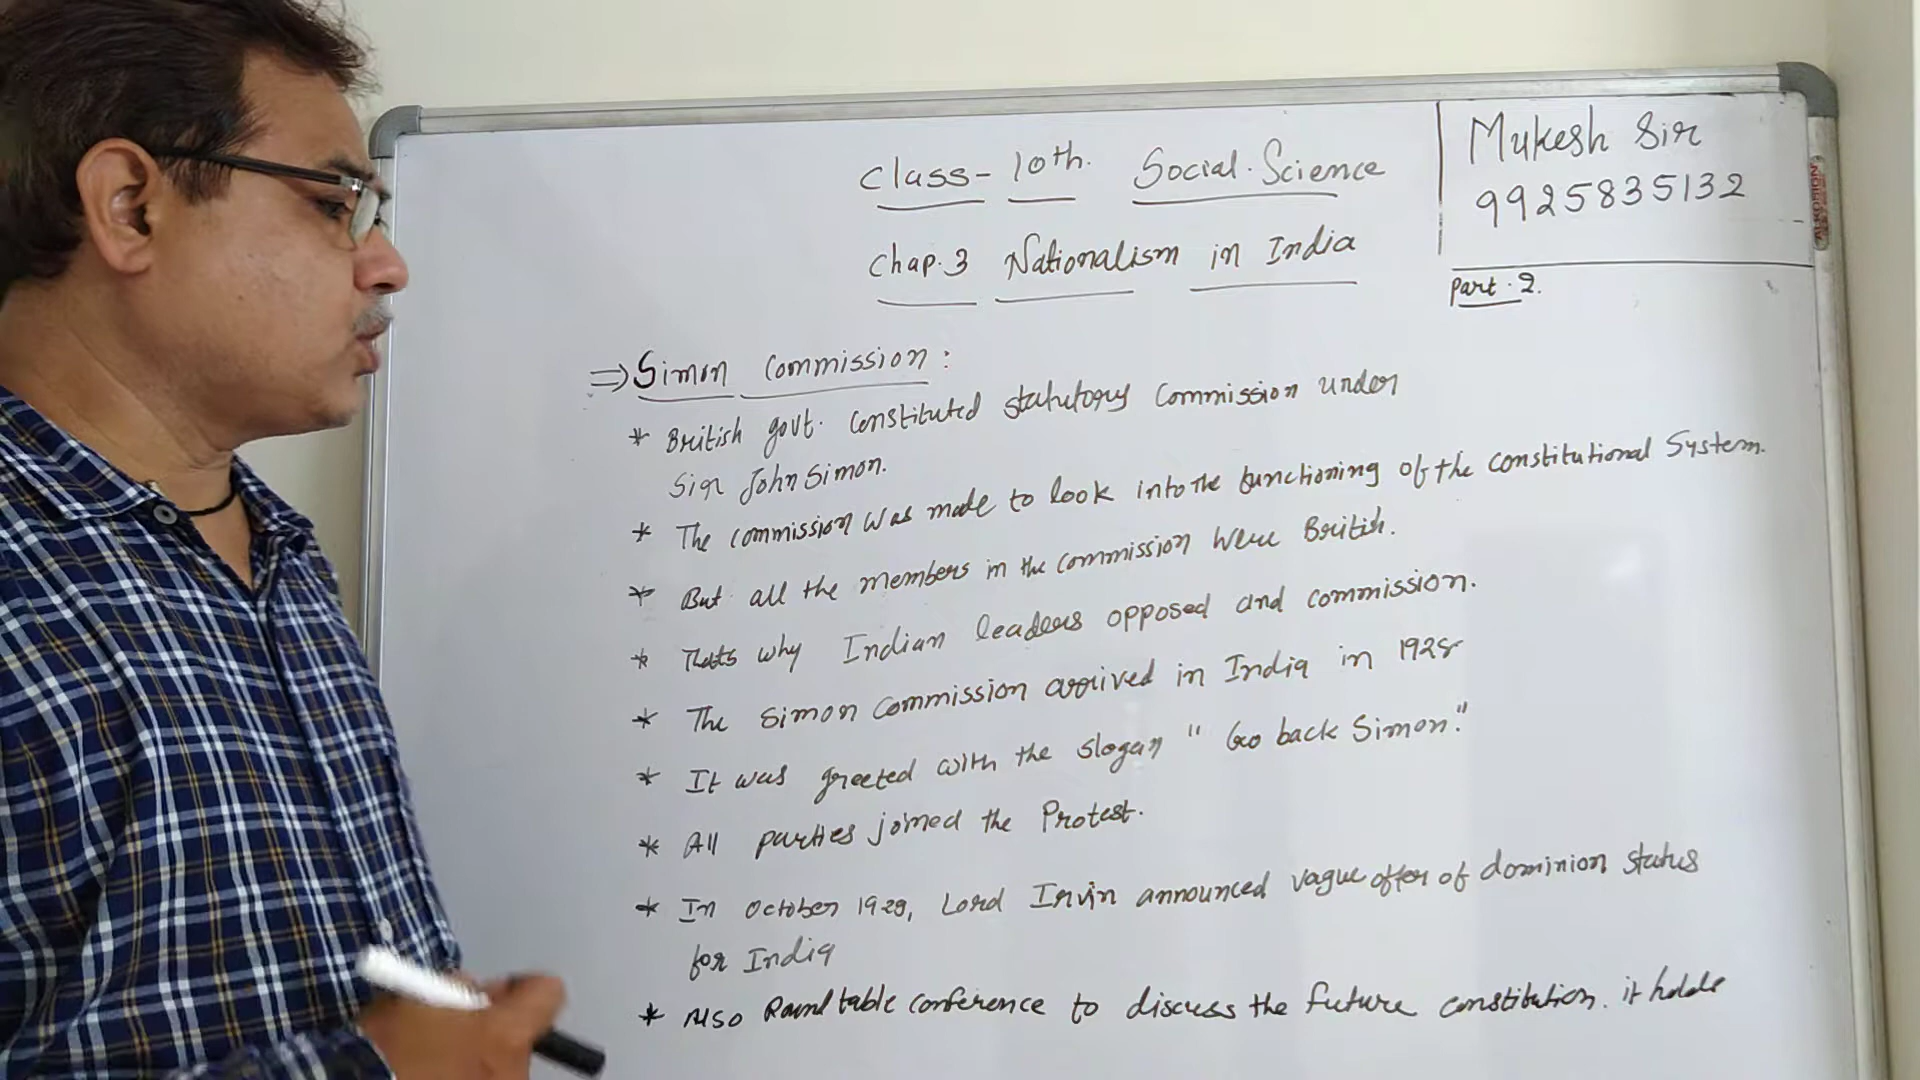 Class-10th. Social.Science
Chap.3 Nationalism in India
Mukesh Sir
9925835132
Part.2.
⇒ Simon Commission:
* British govt. Constituted statutory Commission under
Sir John Simon.
* The commission was made to look into the functioning of the constitutional System.
* But all the members in the commission were British.
* Thats why Indian leaders opposed and commission.
* The Simon Commission arrived in India in 1928
* It was greeted with the slogan " Go back Simon."
* All parties joined the Protest.
* In October 1929, Lord Irvin announced vague offer of dominion status
for India
* Also Round table conference to discuss the future constitution. it holds